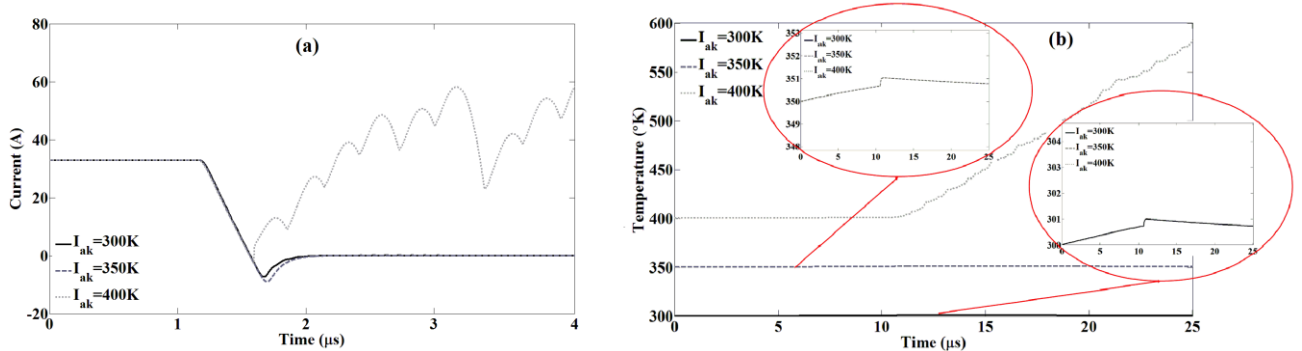 (a)
Current (A)
80
60
40
20
0
-20
I_ak=300K
I_ak=350K
I_ak=400K
0
1
2
3
4
Time (µs)
(b)
Temperature (°K)
600
550
500
450
400
350
300
I_ak=300K
I_ak=350K
I_ak=400K
353
352
351
350
349
348
I_ak=300K
I_ak=350K
I_ak=400K
0 5 10 15 20 25
304
303
302
301
300
I_ak=300K
I_ak=350K
I_ak=400K
0 5 10 15 20 25
0 5 10 15 20 25
Time (µs)